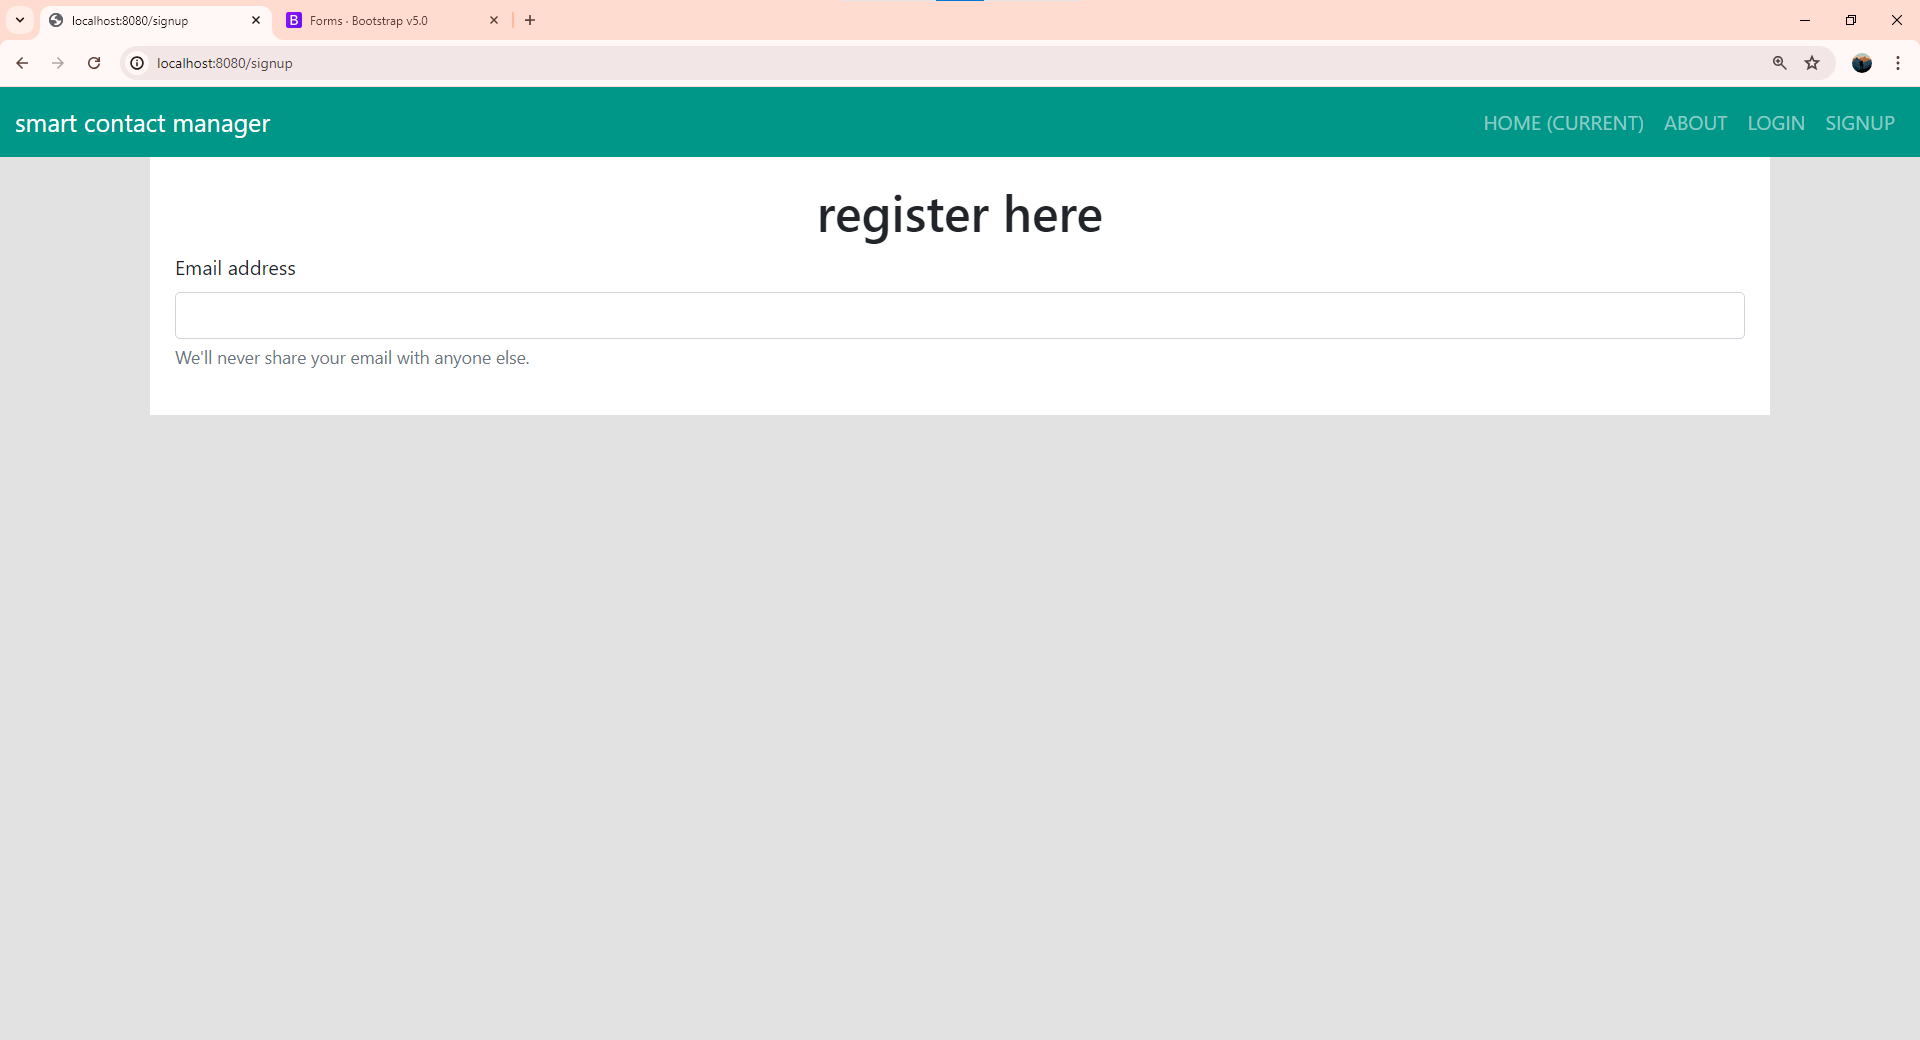 localhost:8080/signup
Forms · Bootstrap v5.0
localhost:8080/signup
smart contact manager
HOME (CURRENT) ABOUT LOGIN SIGNUP
register here
Email address
We'll never share your email with anyone else.